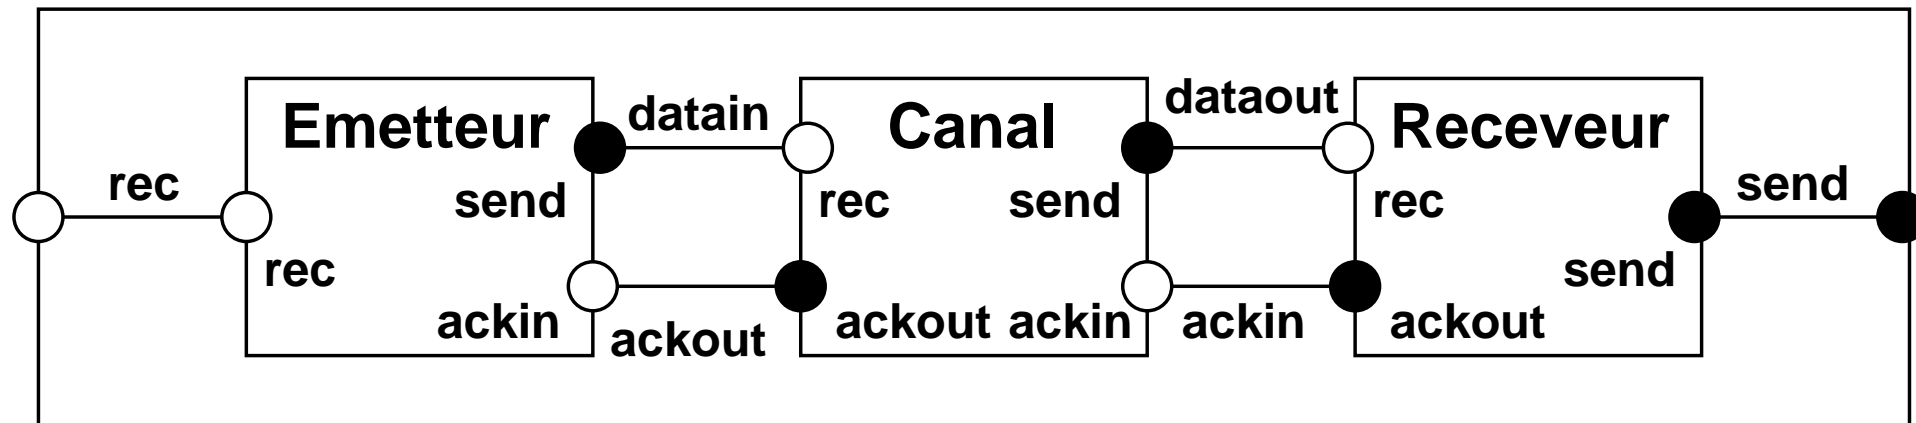 Emetteur
datain
Canal
dataout
Receveur
rec
send
rec
send
rec
send
rec
send
ackin
ackout
ackout
ackin
ackin
ackout